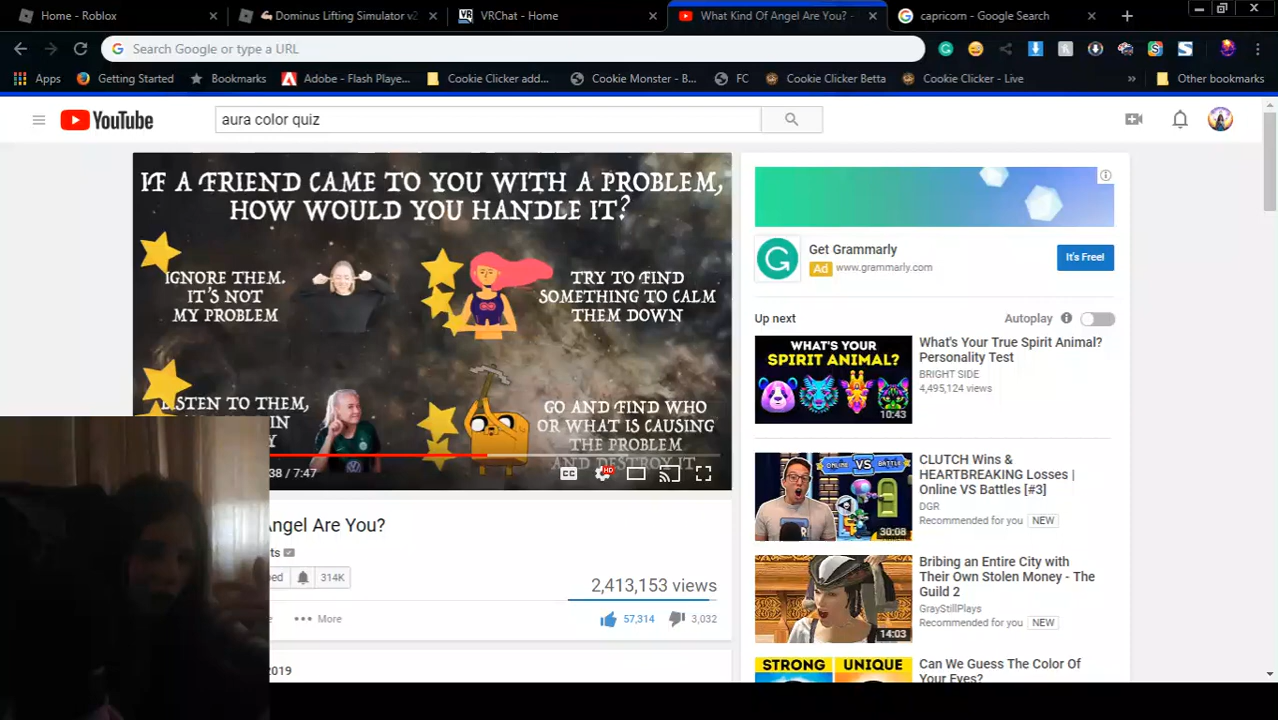 Home - Roblox
Dominus Lifting Simulator v2
VRChat - Home
What Kind Of Angel Are You? -
capricorn - Google Search
Search Google or type a URL
Apps
Getting Started
Bookmarks
Adobe - Flash Playe...
Cookie Clicker add...
Cookie Monster - B...
FC
Cookie Clicker Betta
Cookie Clicker - Live
»
Other bookmarks
YouTube
aura color quiz
IF A FRIEND CAME TO YOU WITH A PROBLEM,
HOW WOULD YOU HANDLE IT?
IGNORE THEM.
IT'S NOT
MY PROBLEM
TRY TO FIND
SOMETHING TO CALM
THEM DOWN
LISTEN TO THEM,
IN
Y
GO AND FIND WHO
OR WHAT IS CAUSING
THE PROBLEM
AND DESTROY IT.
38 / 7:47
CC
HD
Angel Are You?
ts
ed
314K
2,413,153 views
e
More
57,314
3,032
2019
Get Grammarly
Ad www.grammarly.com
It's Free!
Up next
Autoplay
WHAT'S YOUR
SPIRIT ANIMAL?
10:43
What's Your True Spirit Animal?
Personality Test
BRIGHT SIDE
4,495,124 views
ONLINE VS BATTLE
30:08
CLUTCH Wins &
HEARTBREAKING Losses |
Online VS Battles [#3]
DGR
Recommended for you NEW
14:03
Bribing an Entire City with
Their Own Stolen Money - The
Guild 2
GrayStillPlays
Recommended for you NEW
STRONG
UNIQUE
Can We Guess The Color Of
Your Eyes?